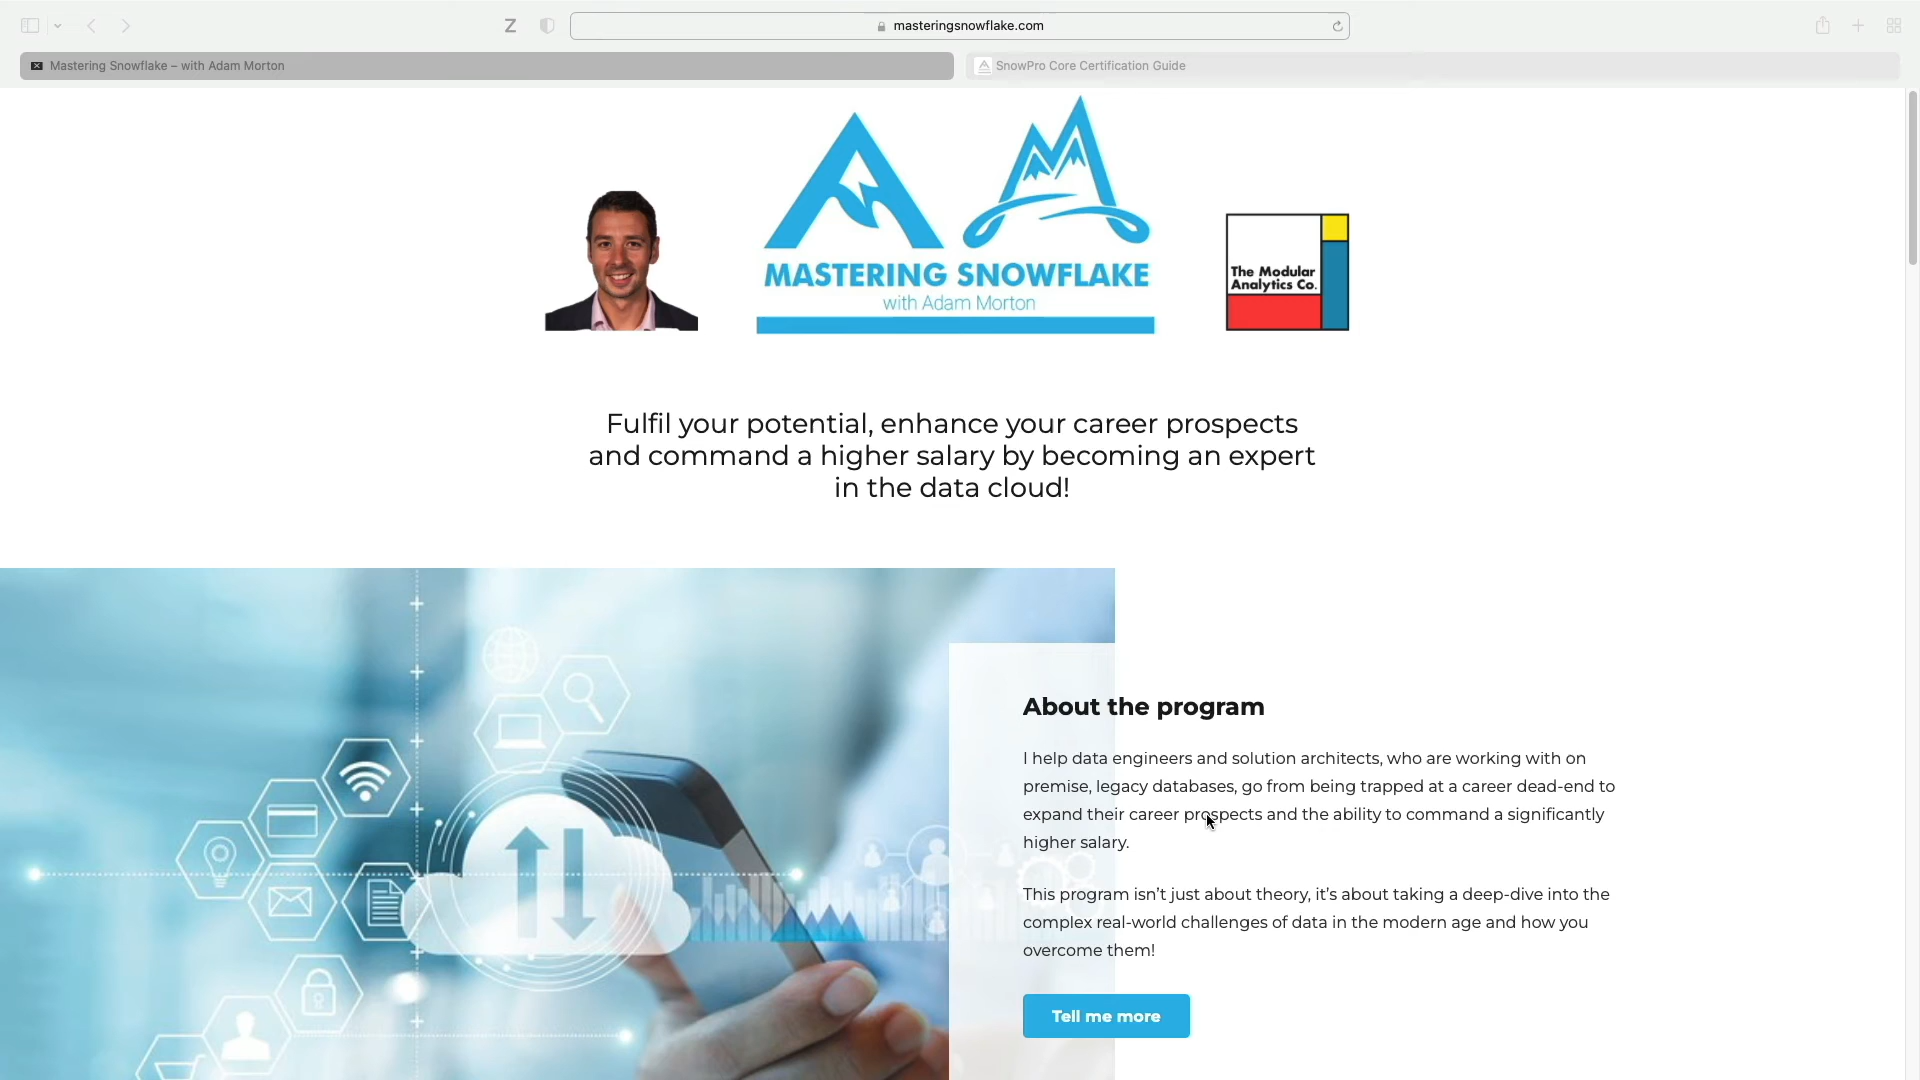 Z
masteringsnowflake.com
Mastering Snowflake – with Adam Morton
SnowPro Core Certification Guide
MASTERING SNOWFLAKE
with Adam Morton
The Modular
Analytics Co.
Fulfil your potential, enhance your career prospects
and command a higher salary by becoming an expert
in the data cloud!
About the program
I help data engineers and solution architects, who are working with on
premise, legacy databases, go from being trapped at a career dead-end to
expand their career prospects and the ability to command a significantly
higher salary.
This program isn’t just about theory, it’s about taking a deep-dive into the
complex real-world challenges of data in the modern age and how you
overcome them!
Tell me more